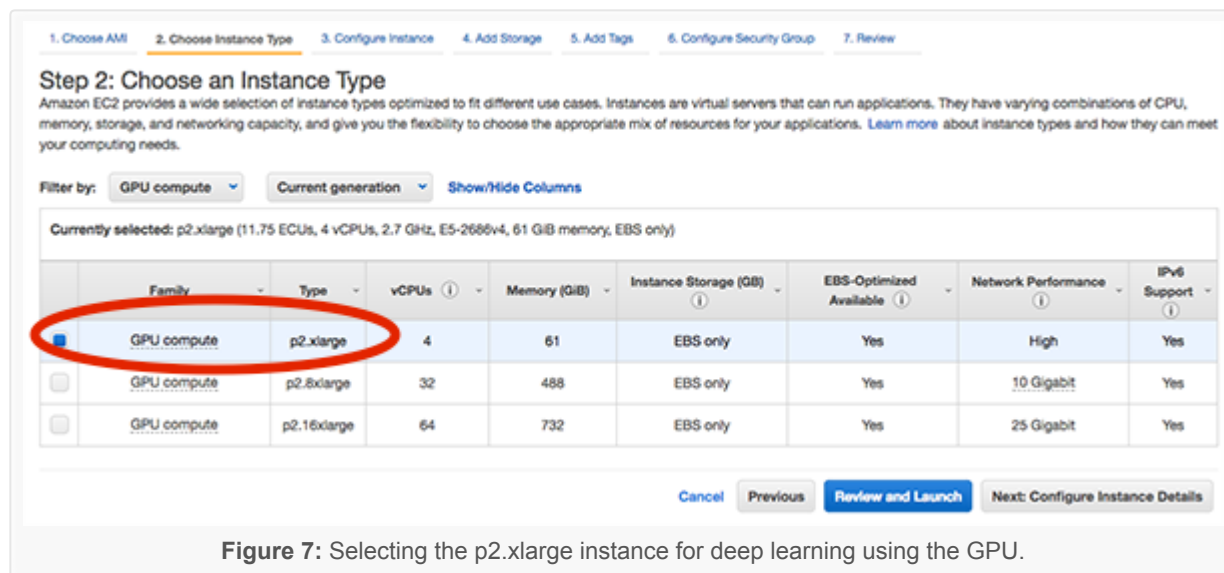 1. Choose AMI 2. Choose Instance Type 3. Configure Instance 4. Add Storage 5. Add Tags 6. Configure Security Group 7. Review
Step 2: Choose an Instance Type
Amazon EC2 provides a wide selection of instance types optimized to fit different use cases. Instances are virtual servers that can run applications. They have varying combinations of CPU,
memory, storage, and networking capacity, and give you the flexibility to choose the appropriate mix of resources for your applications. Learn more about instance types and how they can meet
your computing needs.
Filter by: GPU compute Current generation Show/Hide Columns
Currently selected: p2.xlarge (11.75 ECUs, 4 vCPUs, 2.7 GHz, E5-2686v4, 61 GiB memory, EBS only)
Family Type vCPUs Memory (GiB) Instance Storage (GB) EBS-Optimized Available Network Performance IPv6 Support
GPU compute p2.xlarge 4 61 EBS only Yes High Yes
GPU compute p2.8xlarge 32 488 EBS only Yes 10 Gigabit Yes
GPU compute p2.16xlarge 64 732 EBS only Yes 25 Gigabit Yes
Cancel Previous Review and Launch Next: Configure Instance Details
Figure 7: Selecting the p2.xlarge instance for deep learning using the GPU.